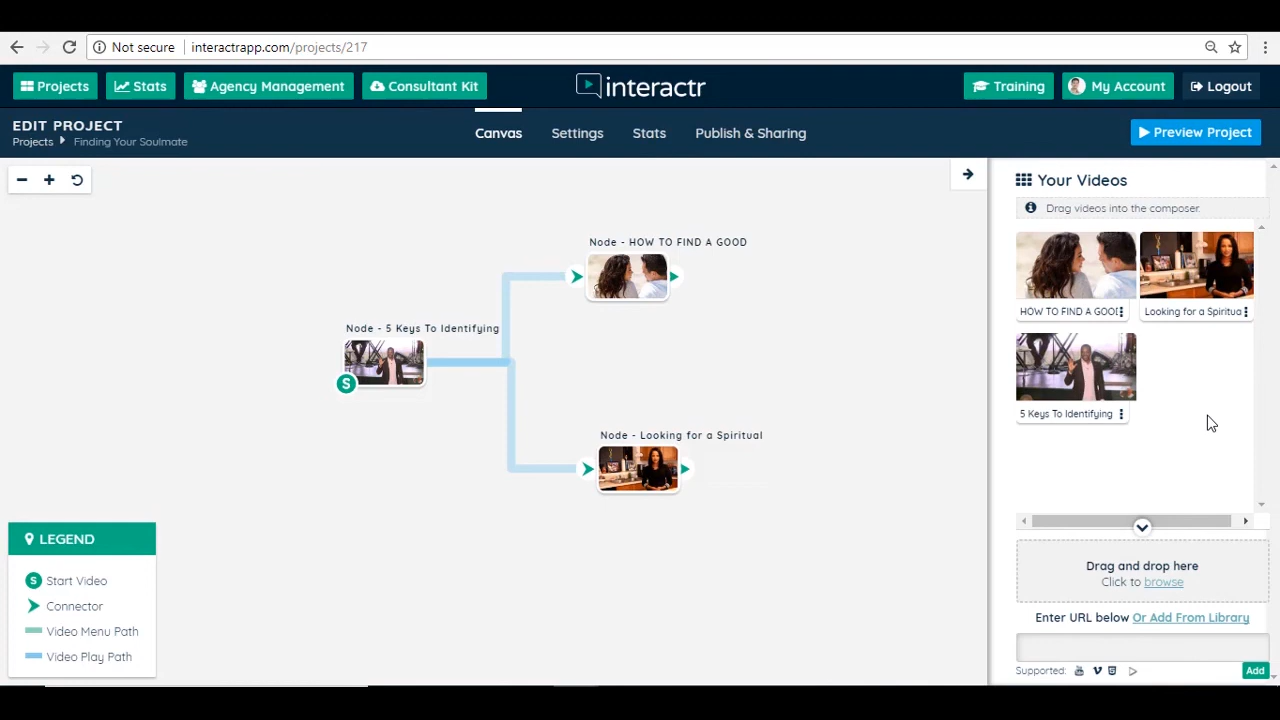 Not secure
interactrapp.com/projects/217
Projects
Stats
Agency Management
Consultant Kit
interactr
Training
My Account
Logout
EDIT PROJECT
Projects
Finding Your Soulmate
Canvas
Settings
Stats
Publish & Sharing
Preview Project
Node - HOW TO FIND A GOOD
Node - 5 Keys To Identifying
S
Node - Looking for a Spiritual
LEGEND
S Start Video
Connector
Video Menu Path
Video Play Path
Your Videos
Drag videos into the composer.
HOW TO FIND A GOOD
Looking for a Spiritua
5 Keys To Identifying
Drag and drop here
Click to browse
Enter URL below Or Add From Library
Supported:
Add